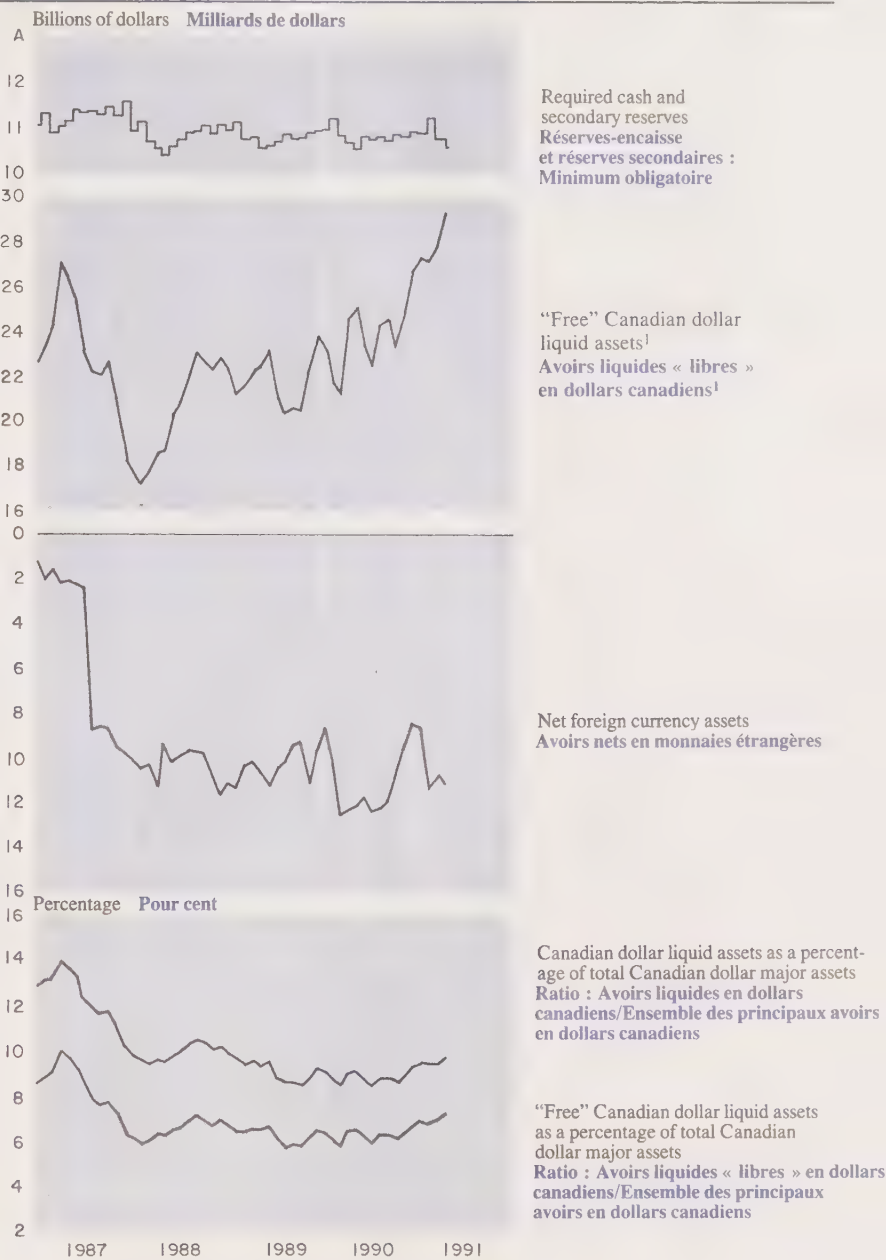 Billions of dollars Milliards de dollars
A
12
11
10
Required cash and
secondary reserves
Réserves-encaisse
et réserves secondaires :
Minimum obligatoire
30
28
26
24
22
20
18
16
"Free" Canadian dollar
liquid assets¹
Avoirs liquides « libres »
en dollars canadiens¹
0
2
4
6
8
10
12
14
16
Net foreign currency assets
Avoirs nets en monnaies étrangères
Percentage Pour cent
16
14
12
10
8
6
4
2
Canadian dollar liquid assets as a percent-
age of total Canadian dollar major assets
Ratio : Avoirs liquides en dollars
canadiens/Ensemble des principaux avoirs
en dollars canadiens
"Free" Canadian dollar liquid assets
as a percentage of total Canadian
dollar major assets
Ratio : Avoirs liquides « libres » en dollars
canadiens/Ensemble des principaux
avoirs en dollars canadiens
1987 1988 1989 1990 1991